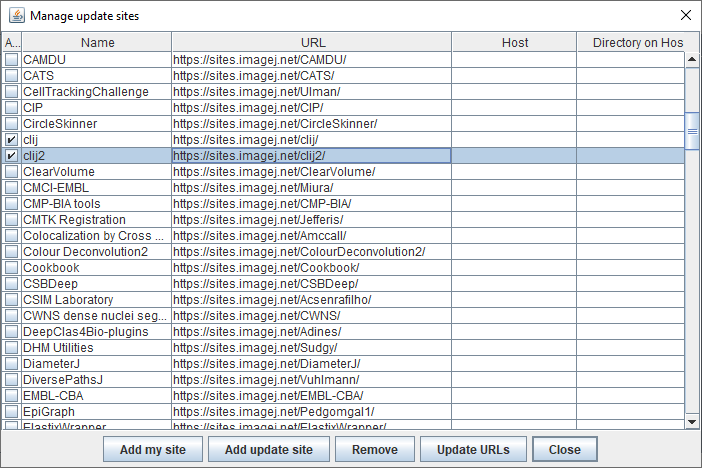 Manage update sites
A... Name URL Host Directory on Hos
CAMDU https://sites.imagej.net/CAMDU/
CATS https://sites.imagej.net/CATS/
CellTrackingChallenge https://sites.imagej.net/Ulman/
CIP https://sites.imagej.net/CIP/
CircleSkinner https://sites.imagej.net/CircleSkinner/
clij https://sites.imagej.net/clij/
clij2 https://sites.imagej.net/clij2/
ClearVolume https://sites.imagej.net/ClearVolume/
CMCI-EMBL https://sites.imagej.net/Miura/
CMP-BIA tools https://sites.imagej.net/CMP-BIA/
CMTK Registration https://sites.imagej.net/Jefferis/
Colocalization by Cross ... https://sites.imagej.net/Amccall/
Colour Deconvolution2 https://sites.imagej.net/ColourDeconvolution2/
Cookbook https://sites.imagej.net/Cookbook/
CSBDeep https://sites.imagej.net/CSBDeep/
CSIM Laboratory https://sites.imagej.net/Acsenrafilho/
CWNS dense nuclei seg... https://sites.imagej.net/CWNS/
DeepClas4Bio-plugins https://sites.imagej.net/Adines/
DHM Utilities https://sites.imagej.net/Sudgy/
DiameterJ https://sites.imagej.net/DiameterJ/
DiversePathsJ https://sites.imagej.net/Vuhlmann/
EMBL-CBA https://sites.imagej.net/EMBL-CBA/
EpiGraph https://sites.imagej.net/Pedgomgal1/
ElastixWrapper https://sites.imagej.net/ElastixWrapper/
Add my site Add update site Remove Update URLs Close